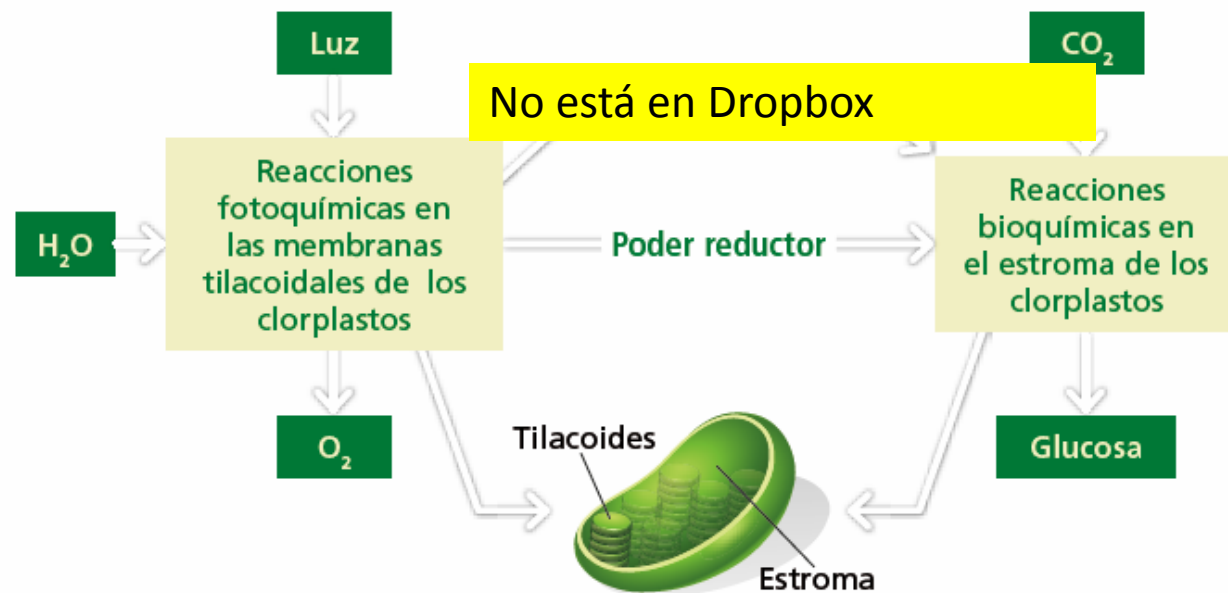 Luz
CO₂
No está en Dropbox
Reacciones
fotoquímicas en
las membranas
tilacoidales de los
clorplastos
H₂O
Poder reductor
Reacciones
bioquímicas en
el estroma de los
clorplastos
O₂
Tilacoides
Glucosa
Estroma